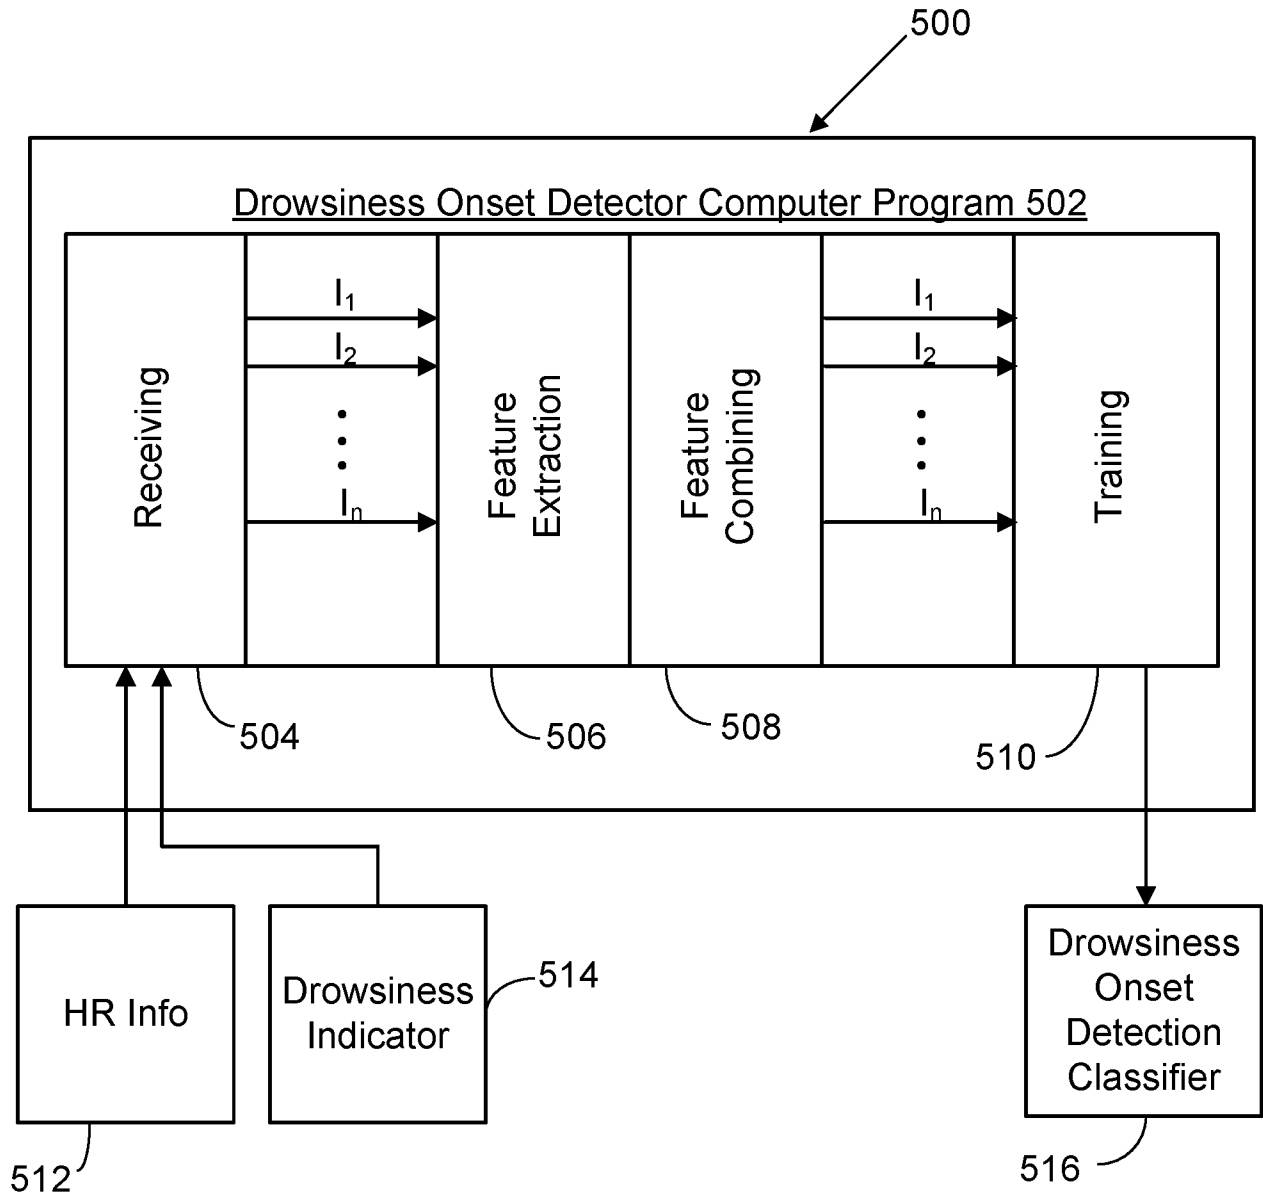 500
Drowsiness Onset Detector Computer Program 502
Receiving
I1
I2
In
Feature
Extraction
Feature
Combining
I1
I2
In
Training
504
506
508
510
HR Info
512
Drowsiness
Indicator
514
Drowsiness
Onset
Detection
Classifier
516